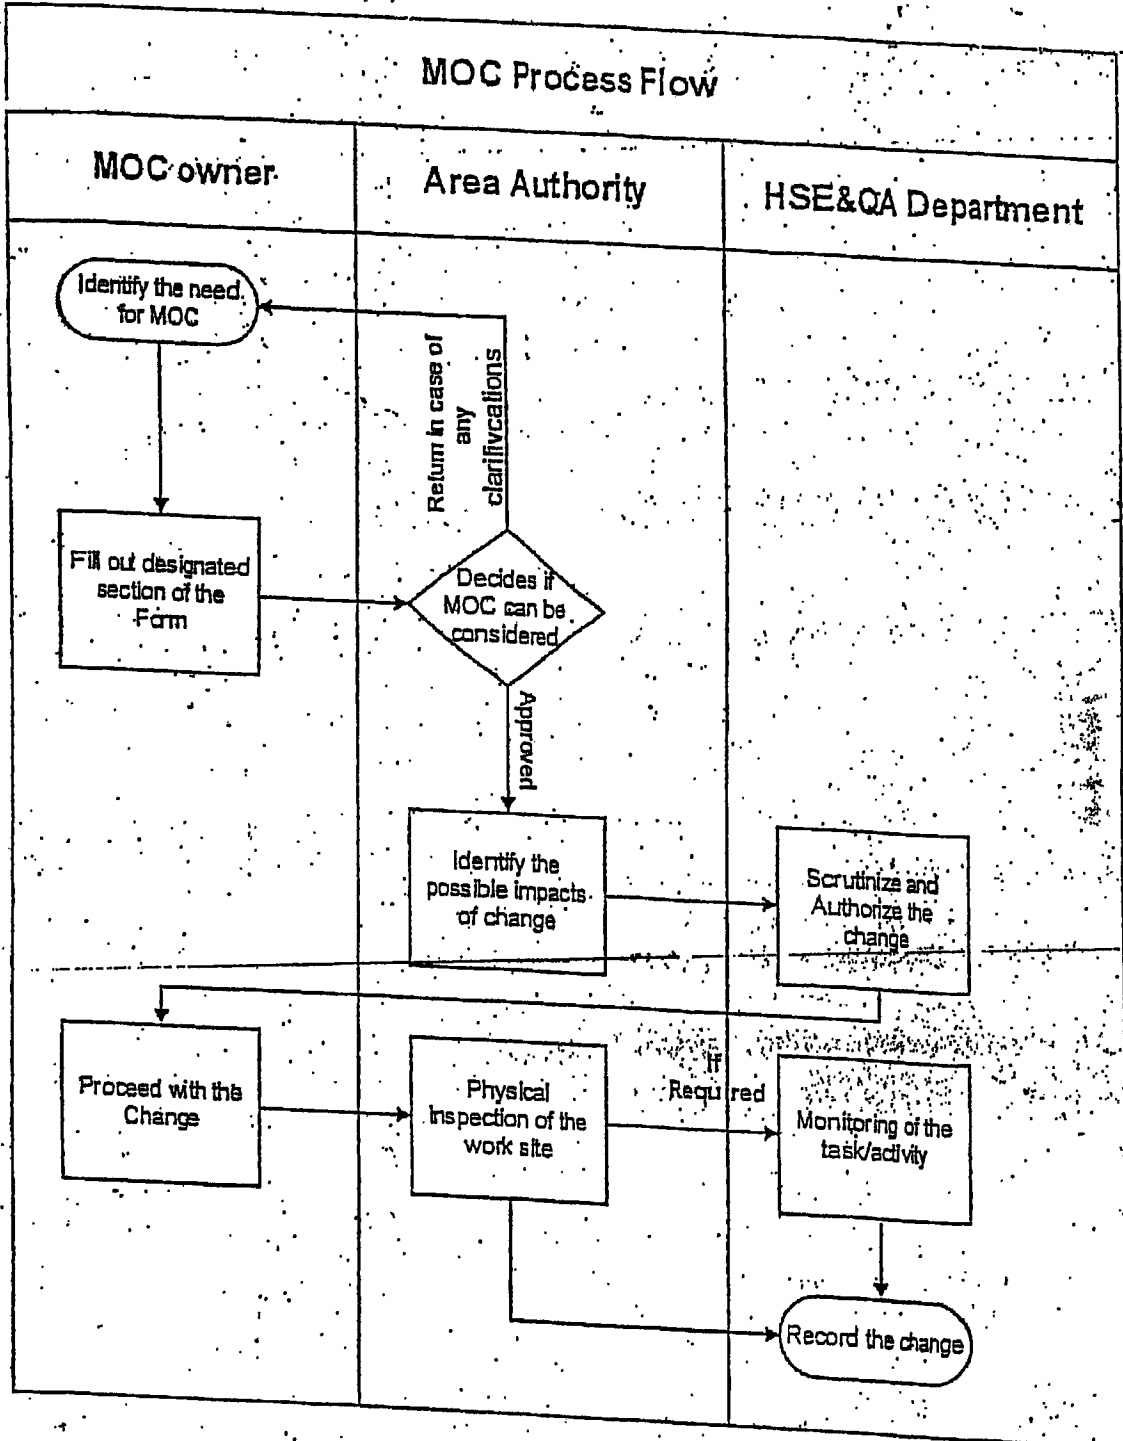 MOC Process Flow
MOC owner
Area Authority
HSE&QA Department
Identify the need
for MOC
Return in case of
any
clarifivcations
Fill out designated
section of the
Form
Decides if
MOC can be
considered
Approved
Identify the
possible impacts
of change
Scrutinize and
Authorize the
change
Proceed with the
Change
Physical
Inspection of the
work site
If
Required
Monitoring of the
task/activity
Record the change